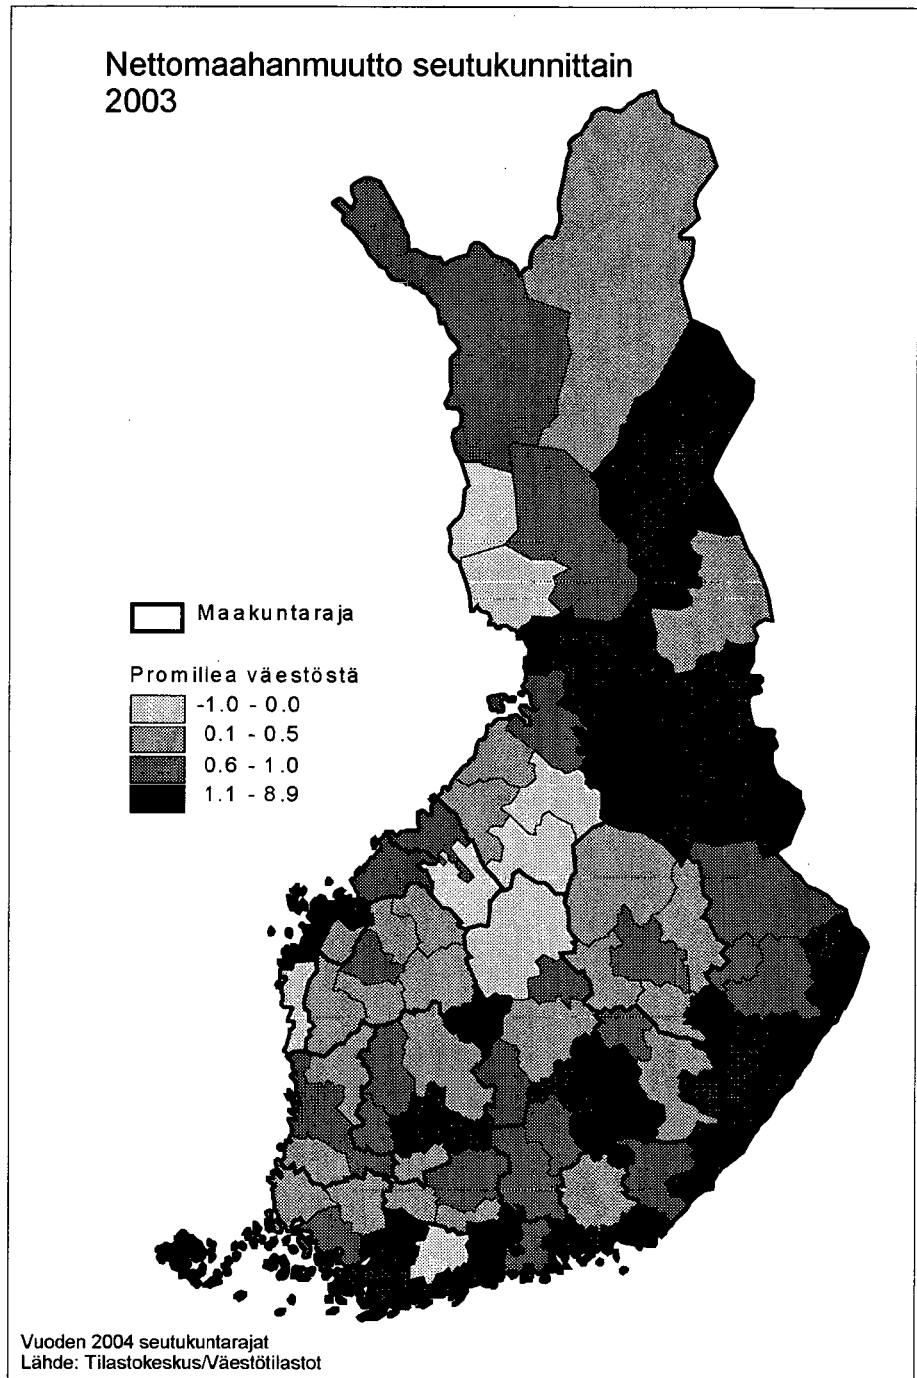 Nettomaahanmuutto seutukunnittain
2003
Maakuntaraja
Promillea väestöstä
-1.0 - 0.0
0.1 - 0.5
0.6 - 1.0
1.1 - 8.9
Vuoden 2004 seutukuntarajat
Lähde: Tilastokeskus/Väestötilastot